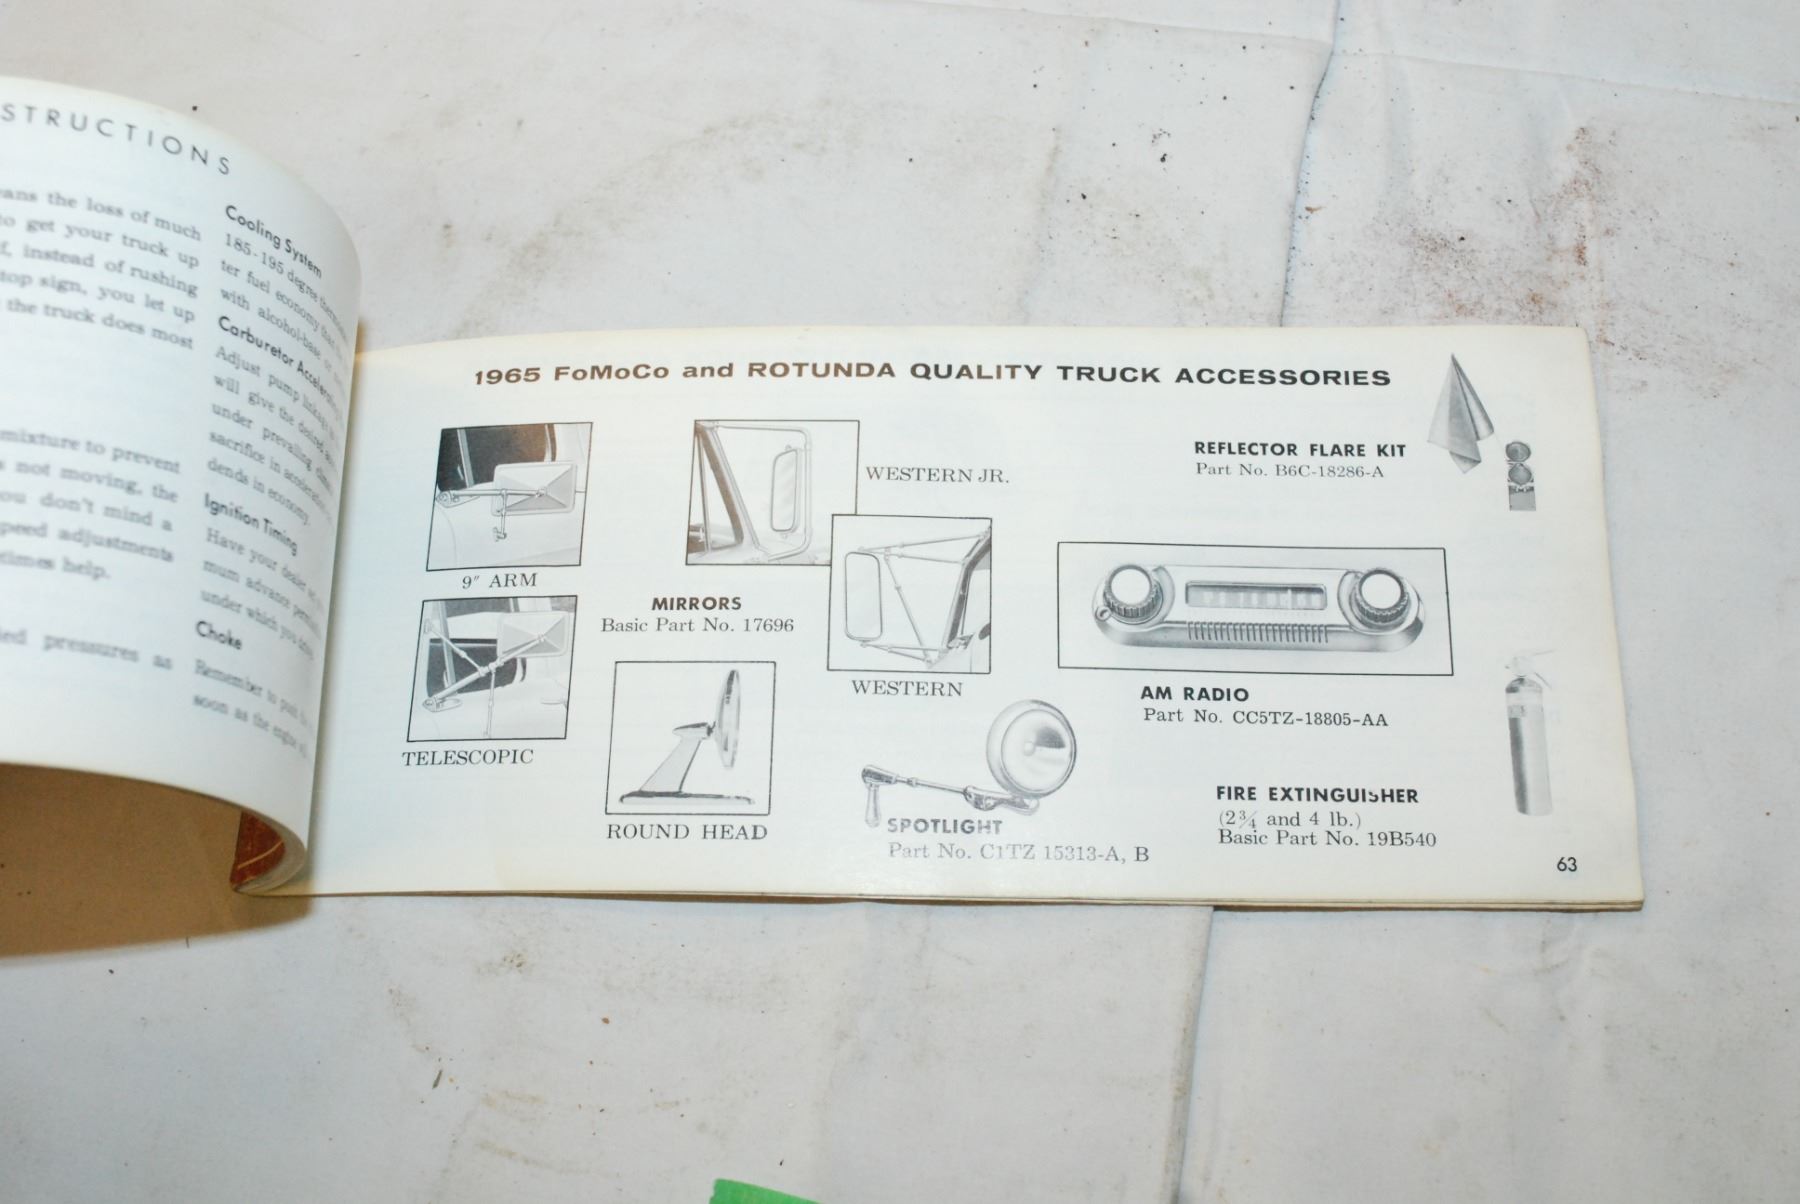 STRUCTIONS
ans the loss of much
to get your truck up
f, instead of rushing
top sign, you let up
the truck does most
mixture to prevent
not moving, the
ou don't mind a
peed adjustments
times help.
ied pressures as
Cooling System
185-195 degree
ter fuel economy than
with alcohol-base
Carburetor
Adjust pump linkage
will give the desired
under prevailing
sacrifice in
dends in economy.
Ignition Timing
Have your dealer
mum advance
under which you
Choke
Remember to push
soon as the engine
1965 FoMoCo and ROTUNDA QUALITY TRUCK ACCESSORIES
9" ARM
TELESCOPIC
WESTERN JR.
MIRRORS
Basic Part No. 17696
WESTERN
ROUND HEAD
SPOTLIGHT
Part No. C1TZ 15313-A, B
REFLECTOR FLARE KIT
Part No. B6C-18286-A
AM RADIO
Part No. CC5TZ-18805-AA
FIRE EXTINGUISHER
(2¾ and 4 lb.)
Basic Part No. 19B540
63